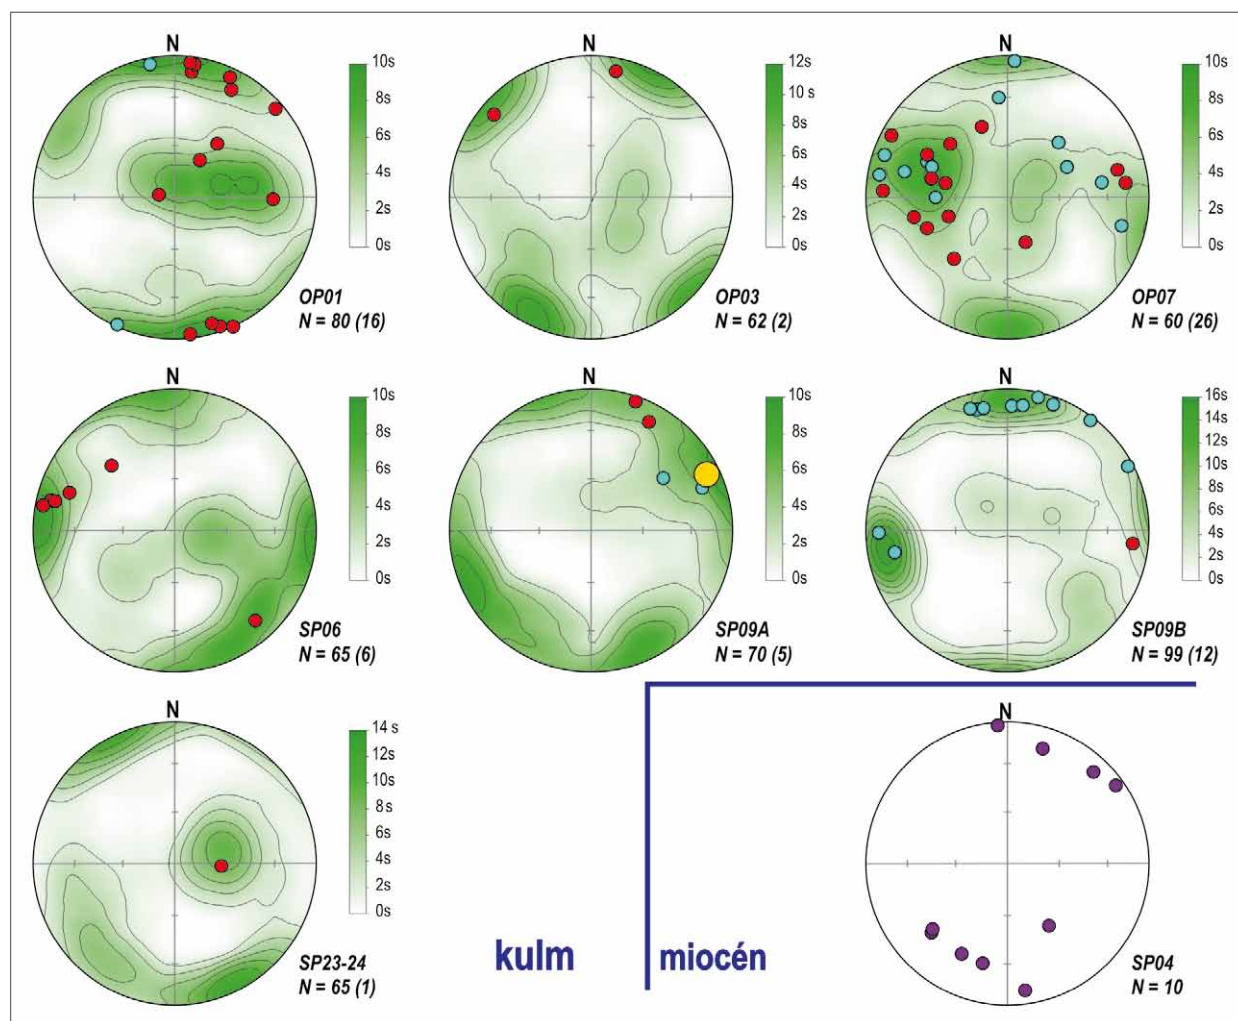 N
10s
8s
6s
4s
2s
0s
OP01
N = 80 (16)
N
12s
10 s
8s
6s
4s
2s
0s
OP03
N = 62 (2)
N
10s
8s
6s
4s
2s
0s
OP07
N = 60 (26)
N
10s
8s
6s
4s
2s
0s
SP06
N = 65 (6)
N
10s
8s
6s
4s
2s
0s
SP09A
N = 70 (5)
N
16s
14s
12s
10s
8s
6s
4s
2s
0s
SP09B
N = 99 (12)
N
14 s
12s
10s
8s
6s
4s
2s
0s
SP23-24
N = 65 (1)
kulm
miocén
N
SP04
N = 10